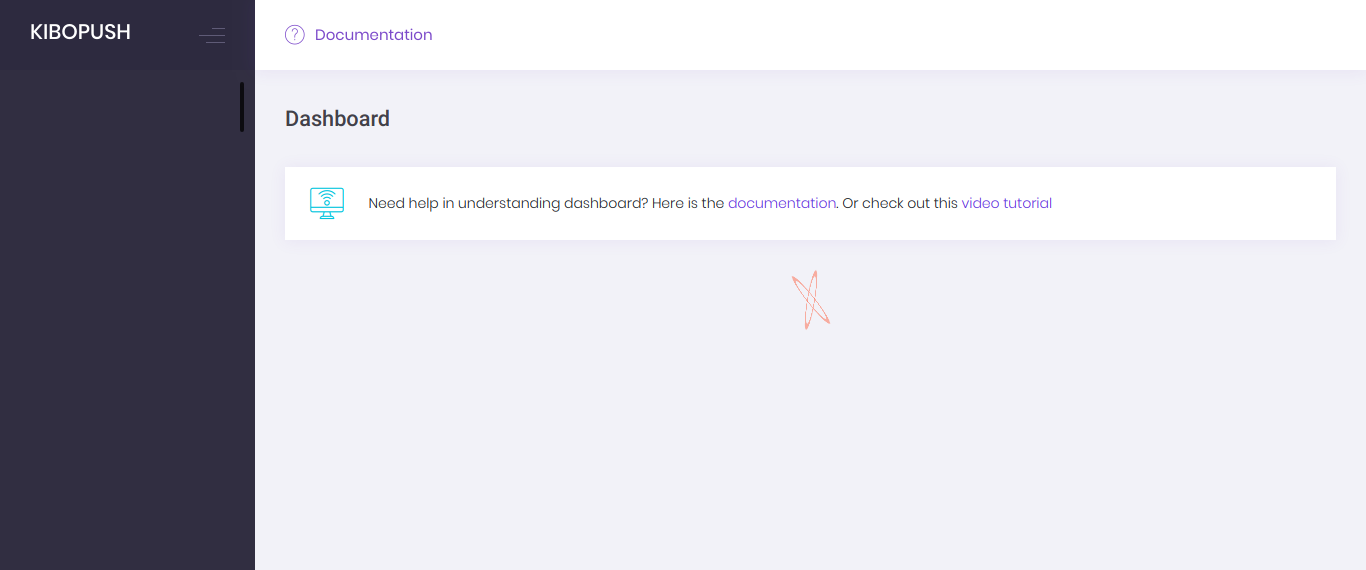 KIBOPUSH
Documentation
Dashboard
Need help in understanding dashboard? Here is the documentation. Or check out this video tutorial